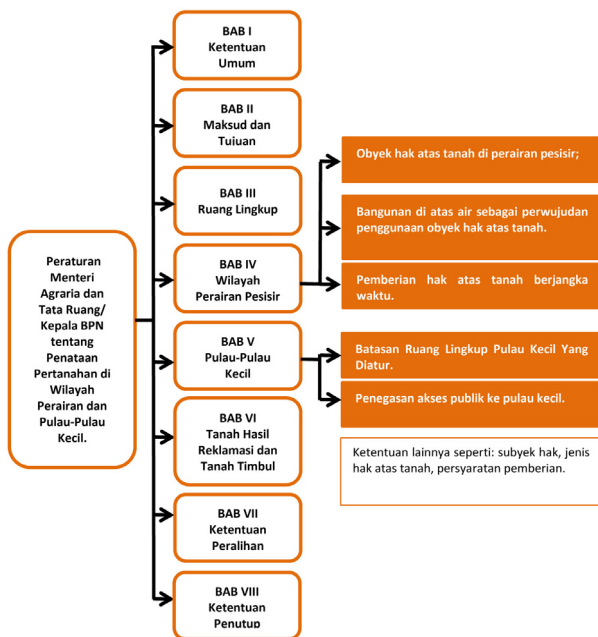 Peraturan
Menteri
Agraria dan
Tata Ruang/
Kepala BPN
tentang
Penataan
Pertanahan di
Wilayah
Perairan dan
Pulau-Pulau
Kecil.
BAB I
Ketentuan
Umum
BAB II
Maksud dan
Tuiuan
BAB III
Ruang Lingkup
BAB IV
Wilayah
Perairan Pesisir
BAB V
Pulau-Pulau
Kecil
BAB VI
Tanah Hasil
Reklamasi dan
Tanah Timbul
BAB VII
Ketentuan
Peralihan
BAB VIII
Ketentuan
Penutup
Obyek hak atas tanah di perairan pesisir;
Bangunan di atas air sebagai perwujudan
penggunaan obyek hak atas tanah.
Pemberian hak atas tanah berjangka
waktu.
Batasan Ruang Lingkup Pulau Kecil Yang
Diatur.
Penegasan akses publik ke pulau kecil.
Ketentuan lainnya seperti: subyek hak, jenis
hak atas tanah, persyaratan pemberian.